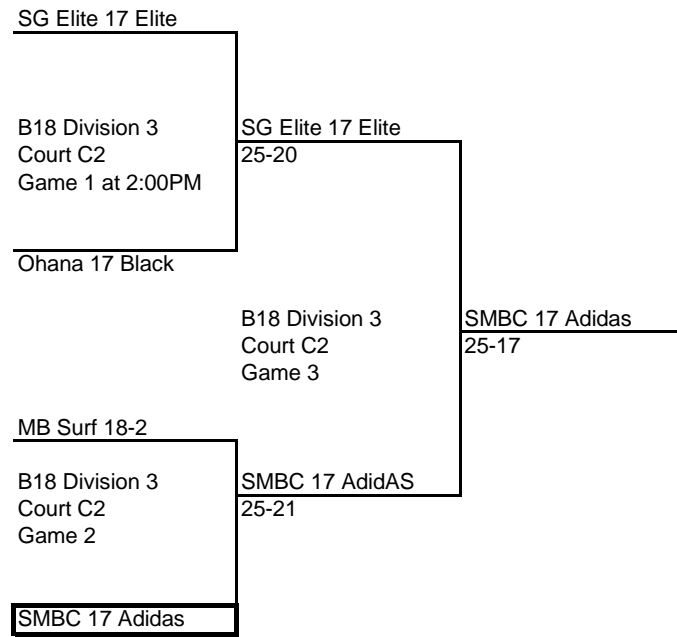 SG Elite 17 Elite
B18 Division 3
Court C2
Game 1 at 2:00PM
SG Elite 17 Elite
25-20
Ohana 17 Black
B18 Division 3
Court C2
Game 3
SMBC 17 Adidas
25-17
MB Surf 18-2
B18 Division 3
Court C2
Game 2
SMBC 17 AdidAS
25-21
SMBC 17 Adidas